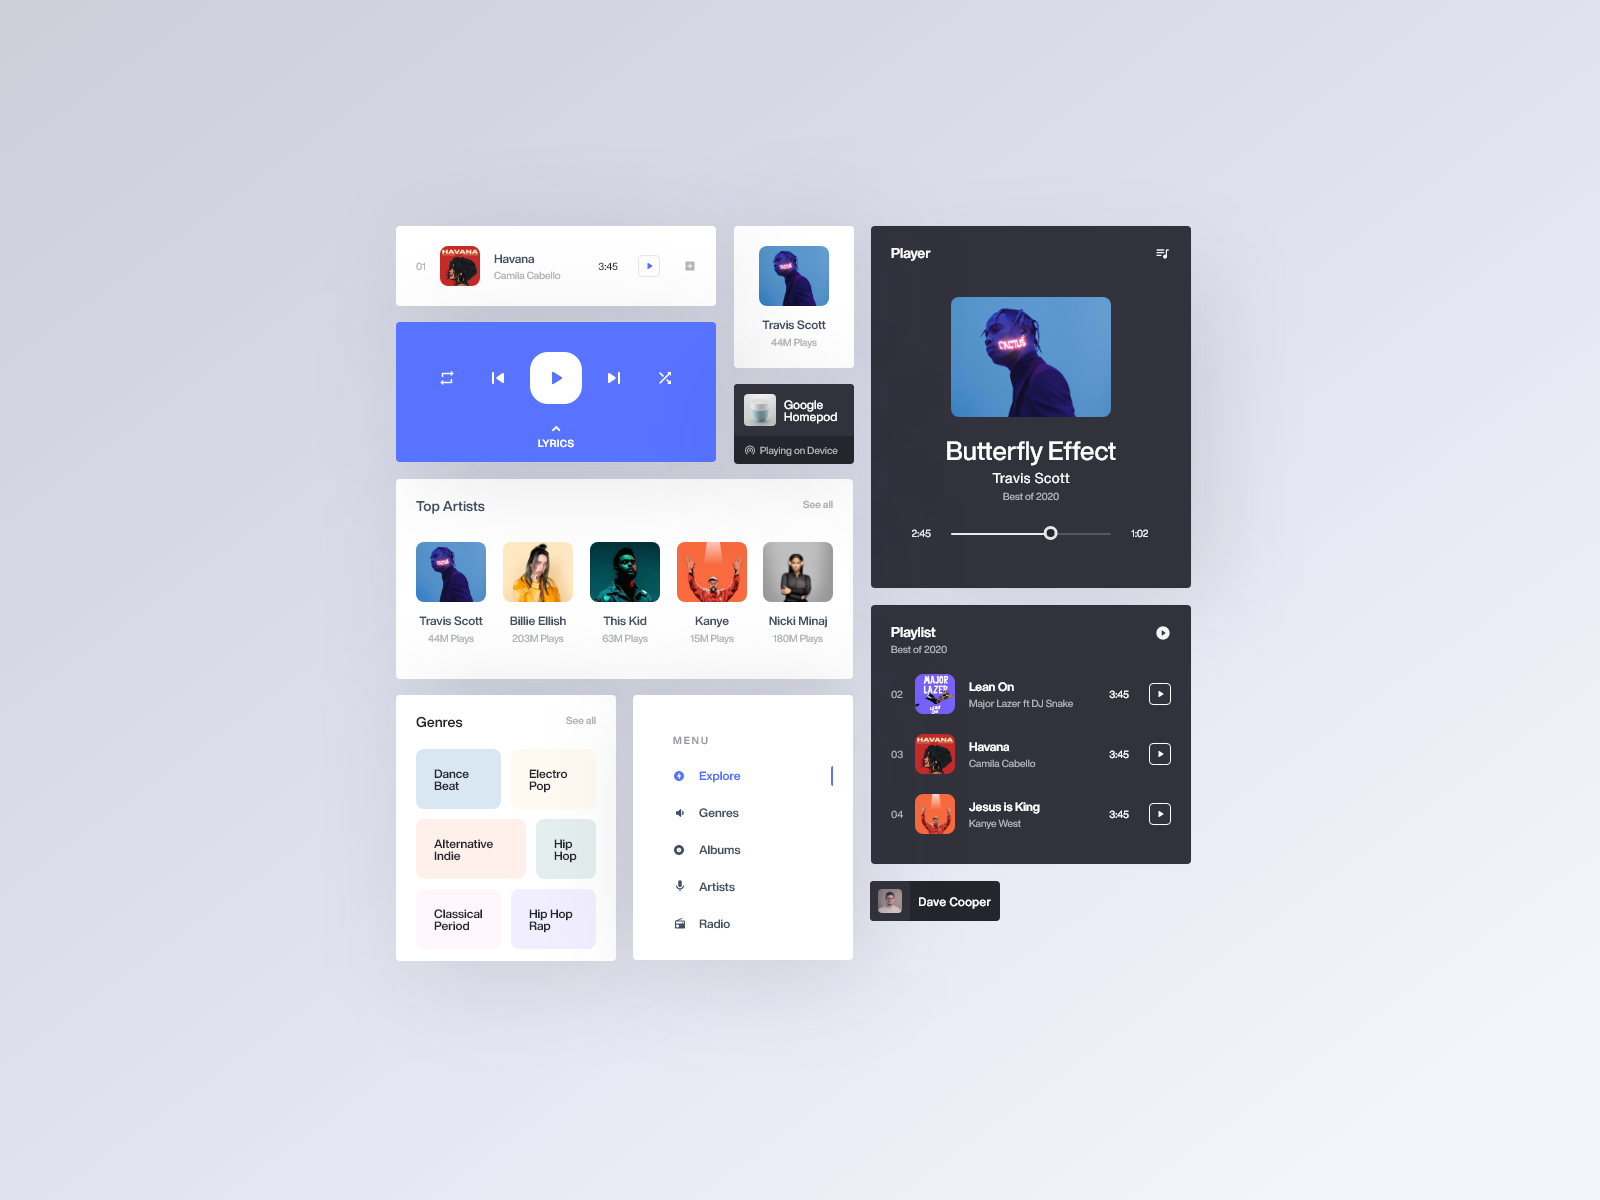 01
HAVANA
Havana
Camila Cabello
3:45
LYRICS
CACTUS
Travis Scott
44M Plays
Google
Homepod
Playing on Device
Top Artists
See all
CACTUS
Travis Scott
44M Plays
Billie Ellish
203M Plays
This Kid
63M Plays
Kanye
15M Plays
Nicki Minaj
180M Plays
Genres
See all
Dance
Beat
Electro
Pop
Alternative
Indie
Hip
Hop
Classical
Period
Hip Hop
Rap
MENU
Explore
Genres
Albums
Artists
Radio
Player
CACTUS
Butterfly Effect
Travis Scott
Best of 2020
2:45
1:02
Playlist
Best of 2020
02
MAJOR
LAZER
LEAN
ON
Lean On
Major Lazer ft DJ Snake
3:45
03
HAVANA
Havana
Camila Cabello
3:45
04
Jesus is King
Kanye West
3:45
Dave Cooper